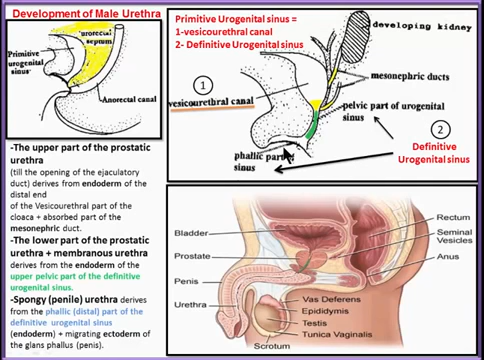 Development of Male Urethra
urorectal
septum
Primitive
urogenital
sinus
Anorectal canal
Primitive Urogenital sinus =
1-vesicourethral canal
2- Definitive Urogenital sinus
developing kidney
mesonephric ducts
1
vesicourethral canal
pelvic part of urogenital
sinus
2
Definitive
Urogenital sinus
phallic part of
sinus
-The upper part of the prostatic
urethra
(till the opening of the ejaculatory
duct) derives from endoderm of the
distal end
of the Vesicourethral part of the
cloaca + absorbed part of the
mesonephric duct.
-The lower part of the prostatic
urethra + membranous urethra
derives from the endoderm of the
upper pelvic part of the definitive
urogenital sinus.
-Spongy (penile) urethra derives
from the phallic (distal) part of the
definitive urogenital sinus
(endoderm) + migrating ectoderm of
the glans phallus (penis).
Bladder
Prostate
Penis
Urethra
Scrotum
Rectum
Seminal
Vesicles
Anus
Vas Deferens
Epididymis
Testis
Tunica Vaginalis